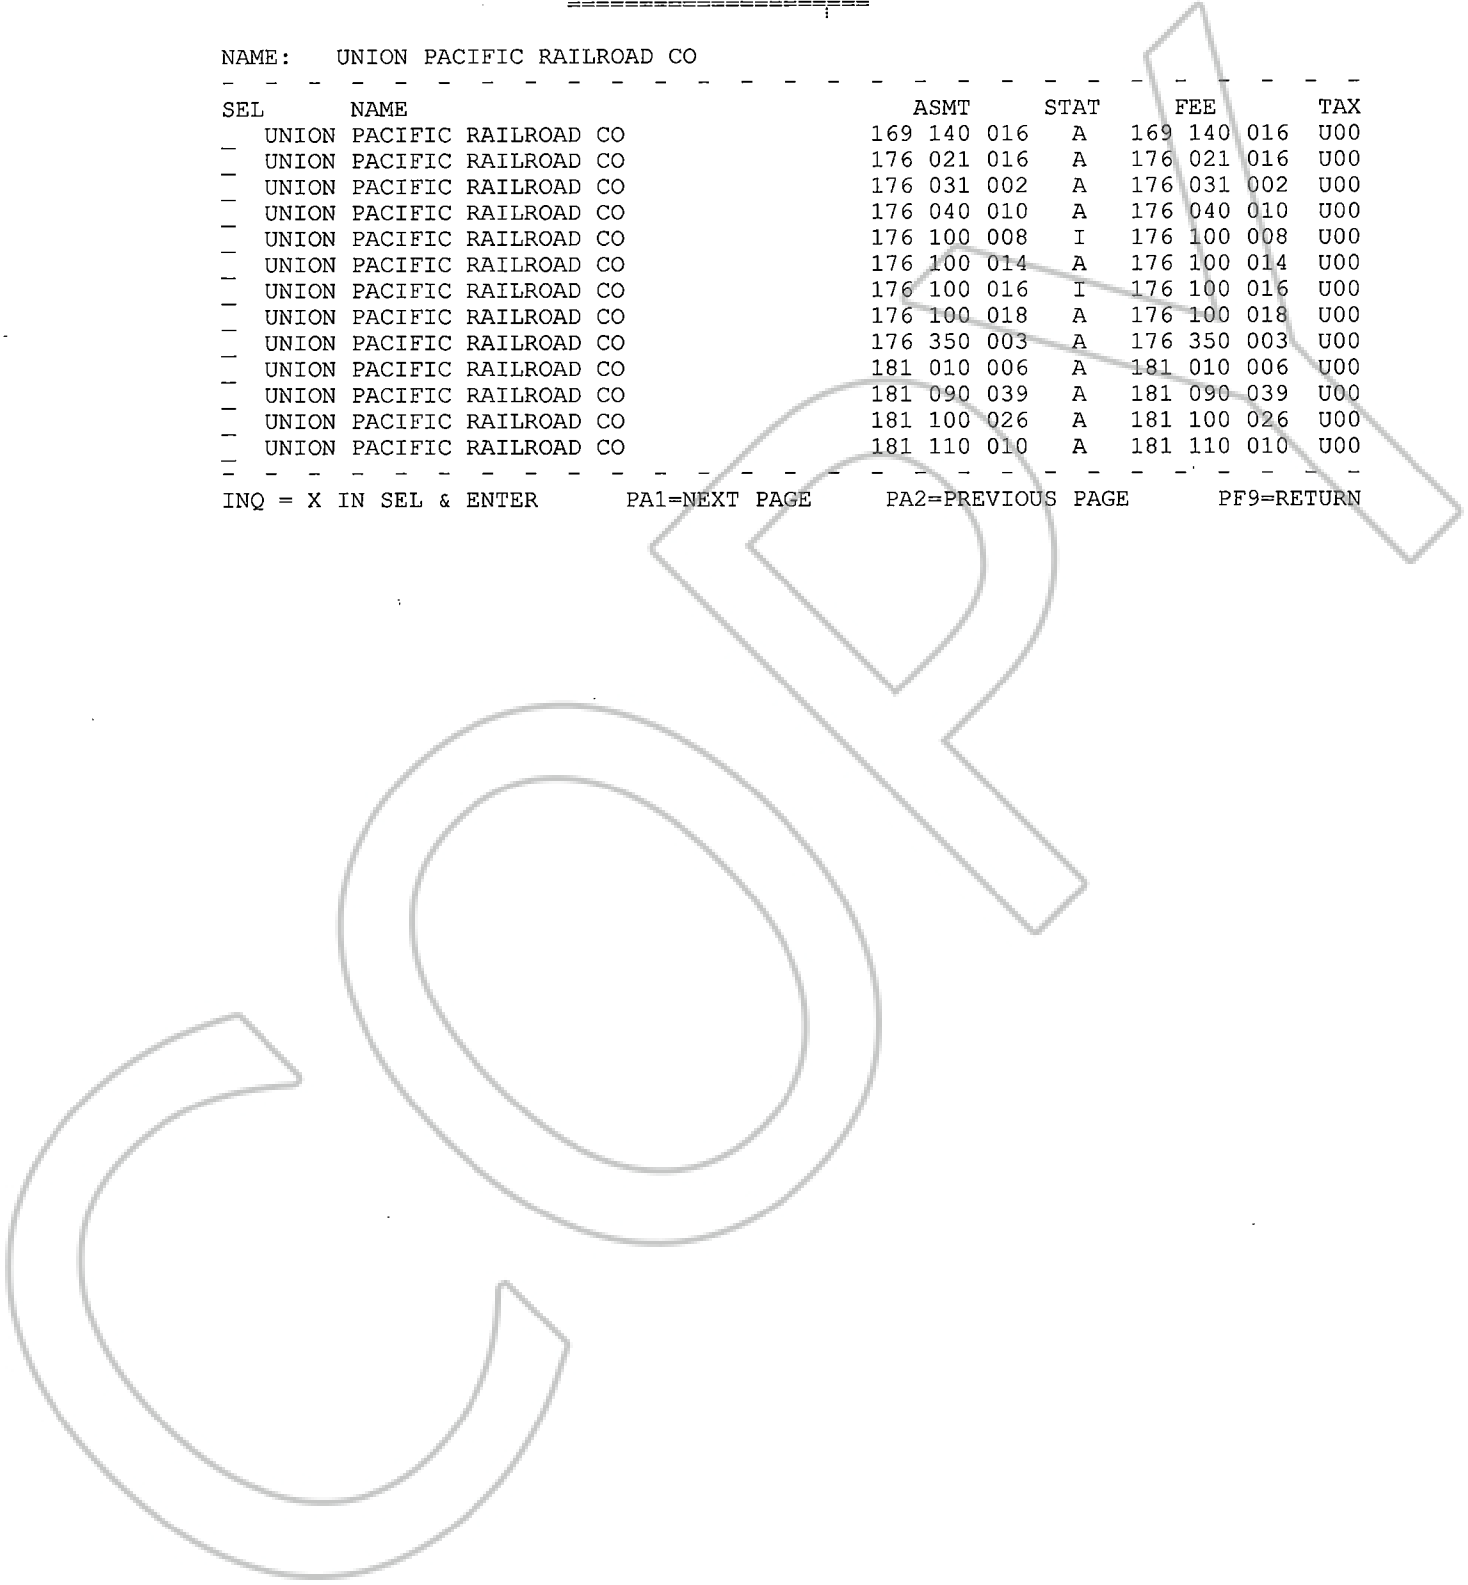 ====================
NAME: UNION PACIFIC RAILROAD CO
- - - - - - - - - - - - - - - - - - - - - - - - - - -
SEL NAME ASMT STAT FEE TAX
_ UNION PACIFIC RAILROAD CO 169 140 016 A 169 140 016 U00
_ UNION PACIFIC RAILROAD CO 176 021 016 A 176 021 016 U00
_ UNION PACIFIC RAILROAD CO 176 031 002 A 176 031 002 U00
_ UNION PACIFIC RAILROAD CO 176 040 010 A 176 040 010 U00
_ UNION PACIFIC RAILROAD CO 176 100 008 I 176 100 008 U00
_ UNION PACIFIC RAILROAD CO 176 100 014 A 176 100 014 U00
_ UNION PACIFIC RAILROAD CO 176 100 016 I 176 100 016 U00
_ UNION PACIFIC RAILROAD CO 176 100 018 A 176 100 018 U00
_ UNION PACIFIC RAILROAD CO 176 350 003 A 176 350 003 U00
_ UNION PACIFIC RAILROAD CO 181 010 006 A 181 010 006 U00
_ UNION PACIFIC RAILROAD CO 181 090 039 A 181 090 039 U00
_ UNION PACIFIC RAILROAD CO 181 100 026 A 181 100 026 U00
_ UNION PACIFIC RAILROAD CO 181 110 010 A 181 110 010 U00
- - - - - - - - - - - - - - - - - - - - - - - - - - -
INQ = X IN SEL & ENTER PA1=NEXT PAGE PA2=PREVIOUS PAGE PF9=RETURN
COPY